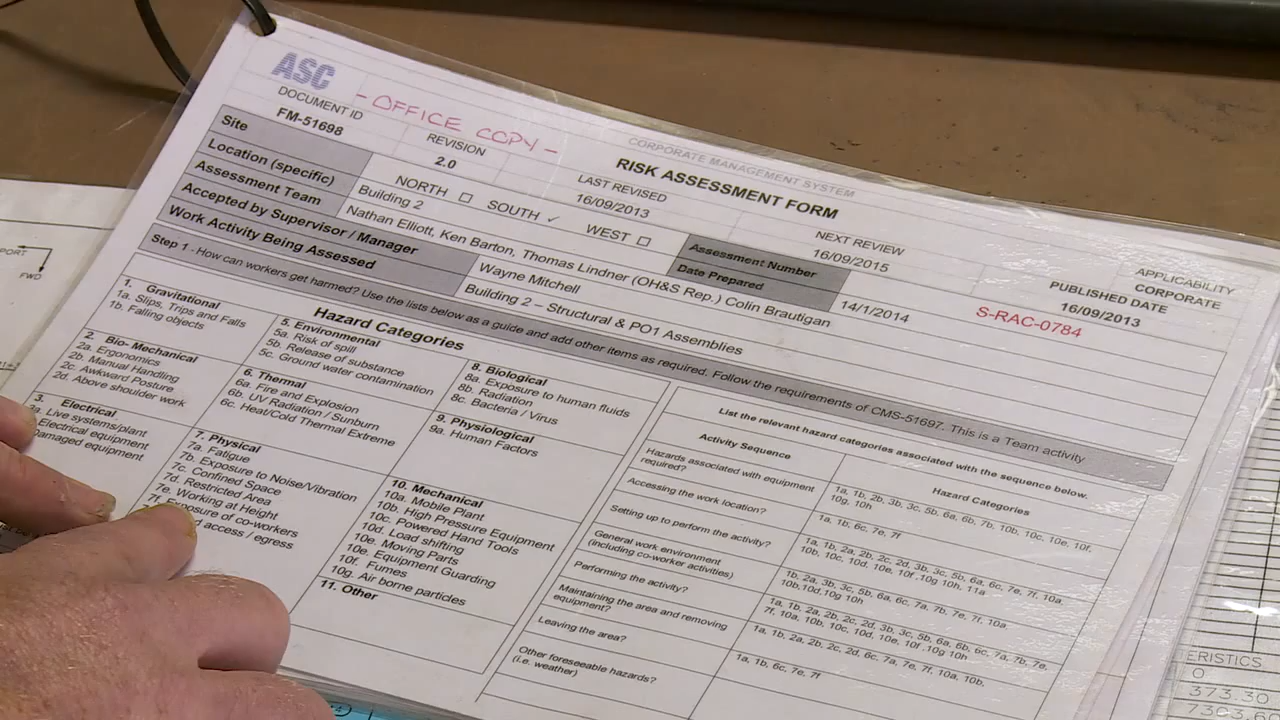 ASC
- OFFICE COPY -
CORPORATE MANAGEMENT SYSTEM
RISK ASSESSMENT FORM
DOCUMENT ID
FM-51698
REVISION
2.0
LAST REVISED
16/09/2013
NEXT REVIEW
16/09/2015
PUBLISHED DATE
16/09/2013
APPLICABILITY
CORPORATE
Site
NORTH ☐ SOUTH ✓ WEST ☐
Assessment Number
S-RAC-0784
Location (specific)
Building 2
Date Prepared
14/1/2014
Assessment Team
Nathan Elliott, Ken Barton, Thomas Lindner (OH&S Rep.) Colin Brautigan
Accepted by Supervisor / Manager
Wayne Mitchell
Work Activity Being Assessed
Building 2 – Structural & PO1 Assemblies
Step 1 - How can workers get harmed? Use the lists below as a guide and add other items as required. Follow the requirements of CMS-51697. This is a Team activity
Hazard Categories
1. Gravitational
1a. Slips, Trips and Falls
1b. Falling objects
2. Bio- Mechanical
2a. Ergonomics
2b. Manual Handling
2c. Awkward Posture
2d. Above shoulder work
3. Electrical
3a. Live systems/plant
Electrical equipment
amaged equipment
5. Environmental
5a. Risk of spill
5b. Release of substance
5c. Ground water contamination
6. Thermal
6a. Fire and Explosion
6b. UV Radiation / Sunburn
6c. Heat/Cold Thermal Extreme
7. Physical
7a. Fatigue
7b. Exposure to Noise/Vibration
7c. Confined Space
7d. Restricted Area
7e. Working at Height
7f. Exposure of co-workers
access / egress
8. Biological
8a. Exposure to human fluids
8b. Radiation
8c. Bacteria / Virus
9. Physiological
9a. Human Factors
10. Mechanical
10a. Mobile Plant
10b. High Pressure Equipment
10c. Powered Hand Tools
10d. Load shifting
10e. Moving Parts
10e. Equipment Guarding
10f. Fumes
10g. Air borne particles
11. Other
List the relevant hazard categories associated with the sequence below.
Activity Sequence
Hazard Categories
Hazards associated with equipment
required?
1a, 1b, 2b, 3c, 5b, 6a, 6b, 7b, 10b, 10c, 10e, 10f,
10g, 10h
Accessing the work location?
1a, 1b, 6c, 7e, 7f
Setting up to perform the activity?
1a, 1b, 2a, 2b, 2c, 2d, 3b, 3c, 5b, 6a, 6c, 7e, 7f, 10a,
10b, 10c, 10d, 10e, 10f .10g 10h, 11a
General work environment
(including co-worker activities)
1b, 2a, 3b, 3c, 5b, 6a, 6c, 7a, 7b, 7e, 7f, 10a,
10b.10d.10g 10h
Performing the activity?
1a, 1b, 2a, 2b, 2c, 2d, 3b, 3c, 5b, 6a, 6b, 6c, 7a, 7b, 7e,
7f, 10a, 10b, 10c, 10d, 10e, 10f .10g 10h
Maintaining the area and removing
equipment?
1a, 1b, 2a, 2b, 2c, 2d, 6c, 7a, 7e, 7f, 10a, 10b.
Leaving the area?
1a, 1b, 6c, 7e, 7f
Other foreseeable hazards?
(i.e. weather)
PORT
FWD
ERISTICS
0
373.30